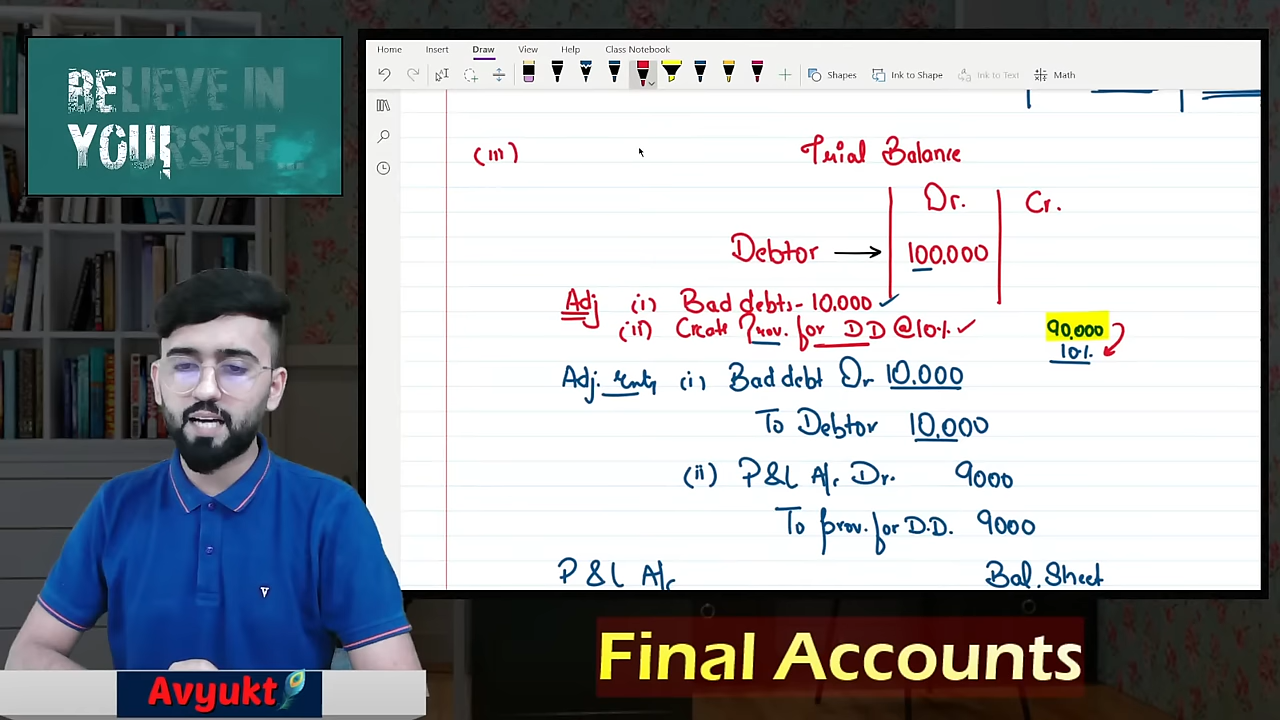 BELIEVE IN
YOURSELF...
Home Insert Draw View Help Class Notebook
Shapes Ink to Shape Ink to Text Math
(iii) Trial Balance
Dr. Cr.
Debtor → 100,000
Adj (i) Bad debts - 10,000 ✓
(ii) Create Prov. for DD @10% ✓
90,000
10%
Adj. Entry (i) Bad debt Dr 10,000
To Debtor 10,000
(ii) P&L A/c Dr. 9000
To prov. for D.D. 9000
P & L A/c Bal. Sheet
Final Accounts
Avyukt